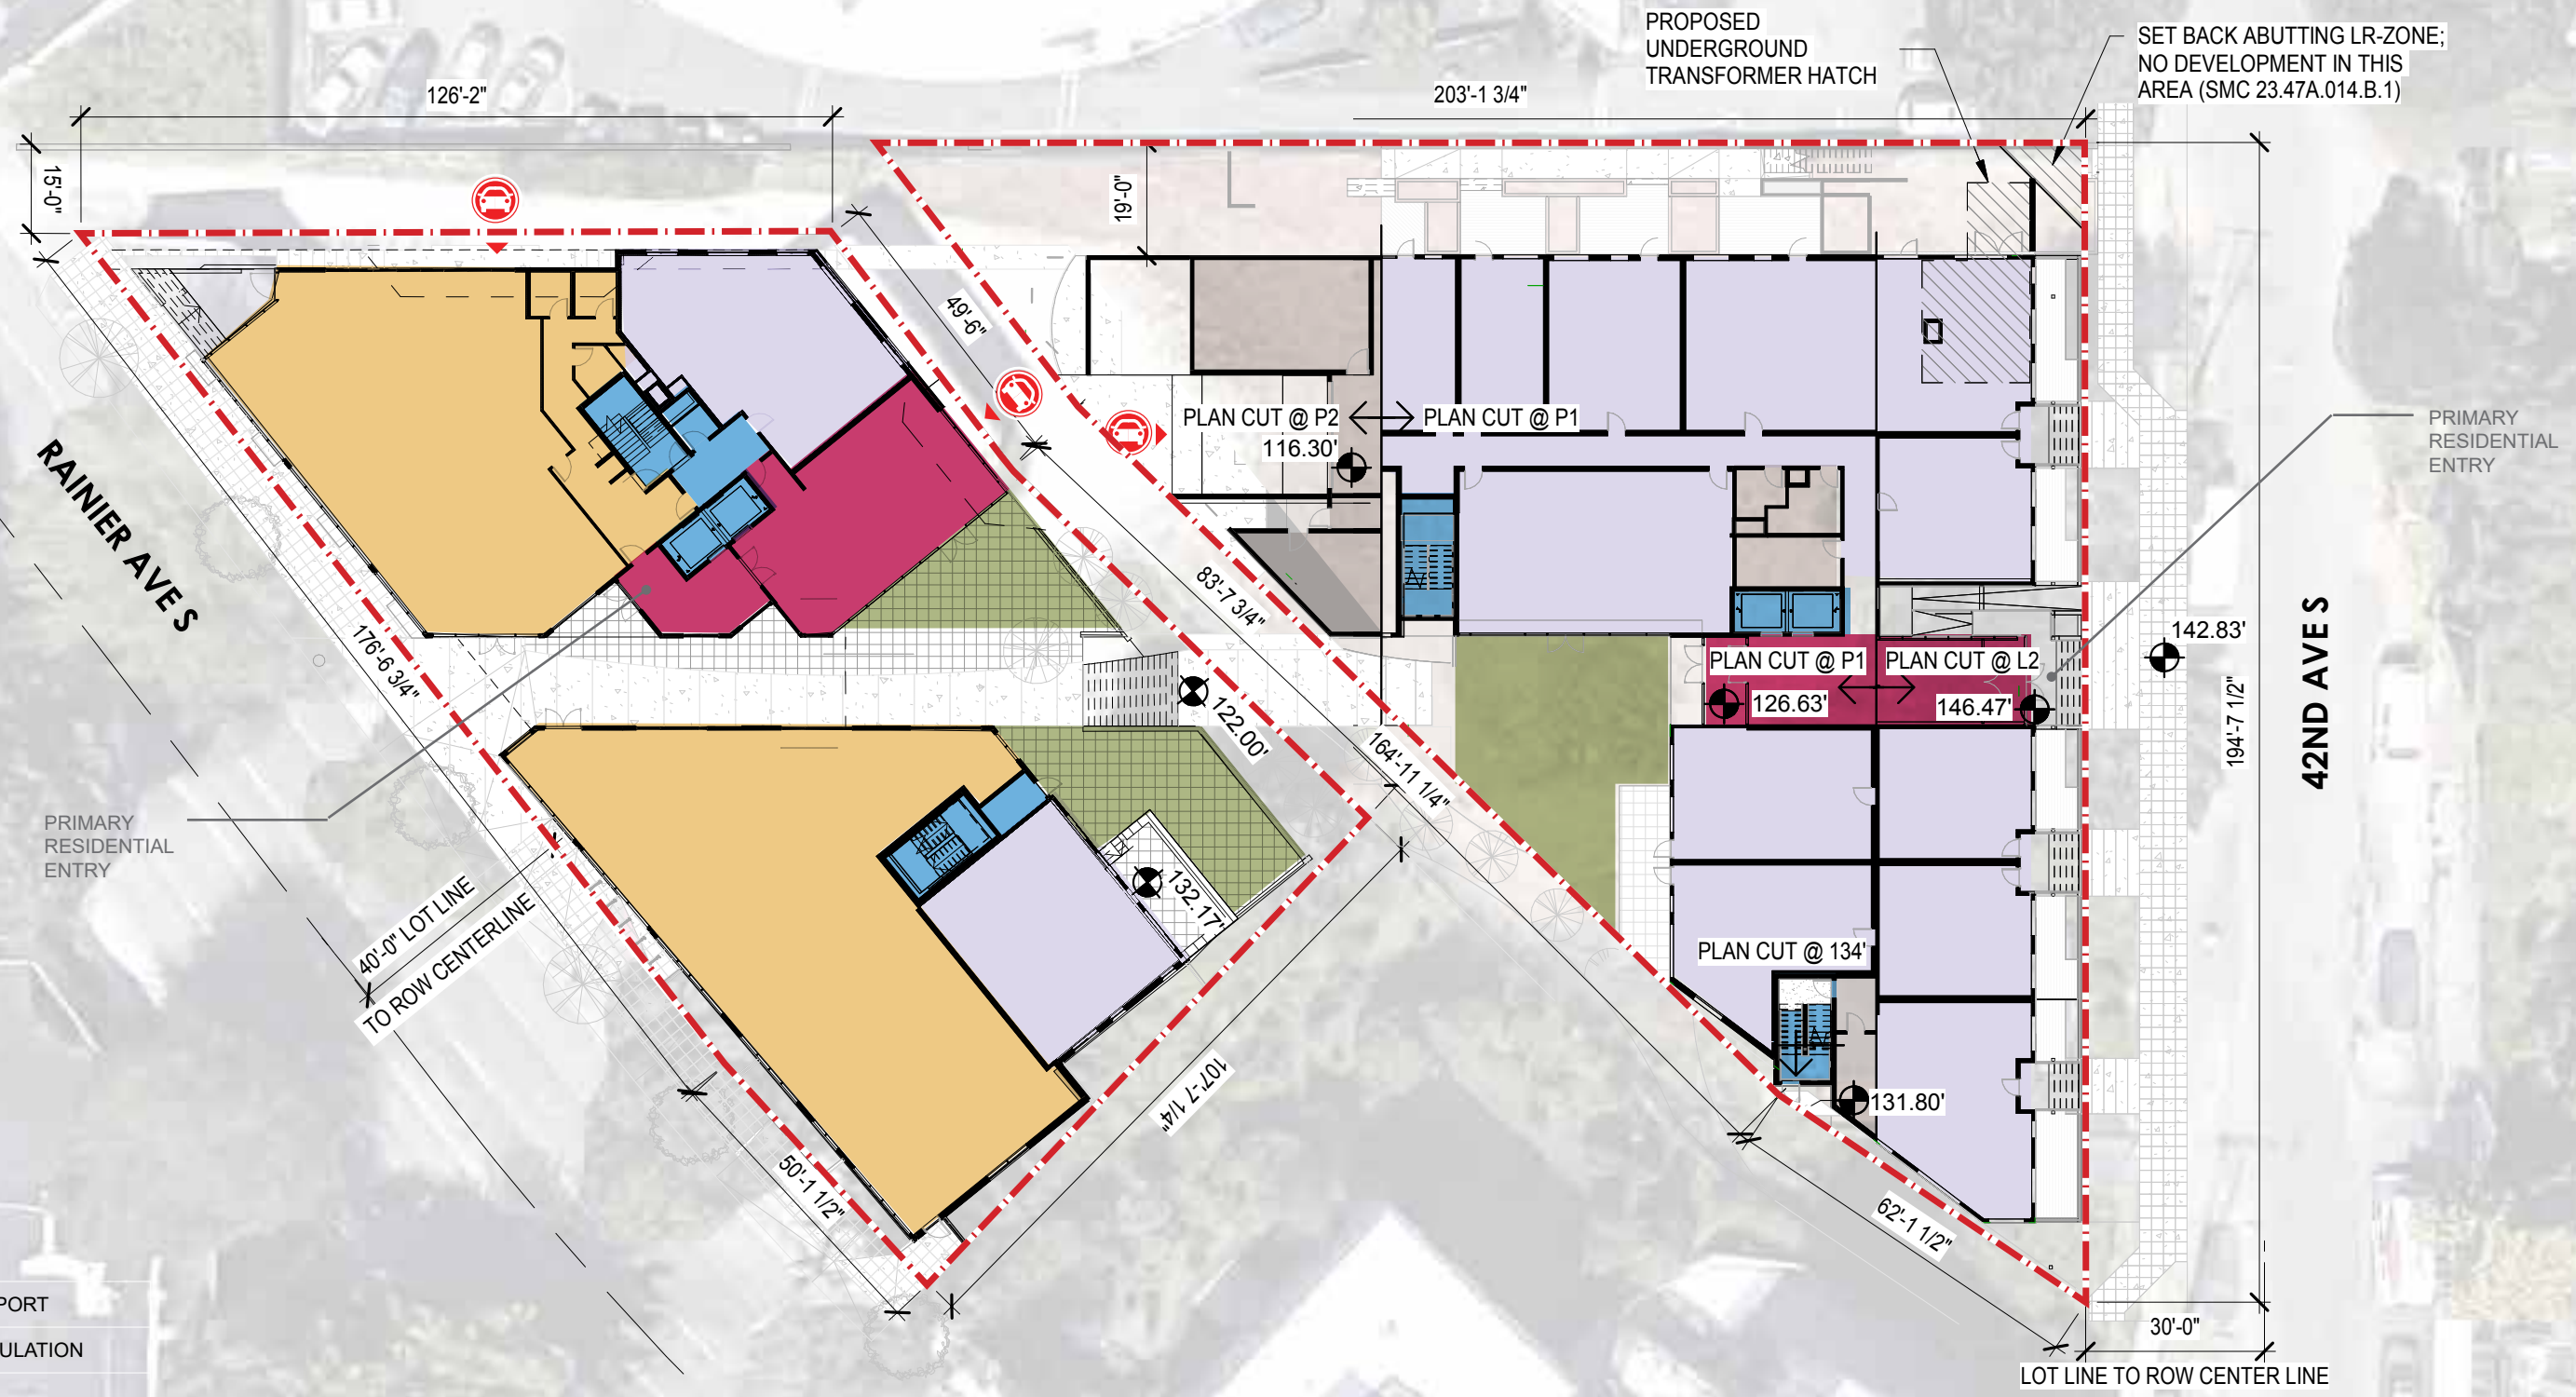 PROPOSED
UNDERGROUND
TRANSFORMER HATCH
SET BACK ABUTTING LR-ZONE;
NO DEVELOPMENT IN THIS
AREA (SMC 23.47A.014.B.1)
126'-2"
203'-1 3/4"
15'-0"
19'-0"
49'-6"
PLAN CUT @ P2
PLAN CUT @ P1
116.30'
PRIMARY
RESIDENTIAL
ENTRY
RAINIER AVE S
176'-6 3/4"
83'-7 3/4"
142.83'
PLAN CUT @ P1
PLAN CUT @ L2
126.63'
146.47'
122.00'
194'-7 1/2"
42ND AVE S
164'-11 1/4"
PRIMARY
RESIDENTIAL
ENTRY
132.17'
40'-0" LOT LINE
TO ROW CENTERLINE
PLAN CUT @ 134'
107'-7 1/4"
131.80'
50'-1 1/2"
62'-1 1/2"
PORT
ULATION
30'-0"
LOT LINE TO ROW CENTER LINE